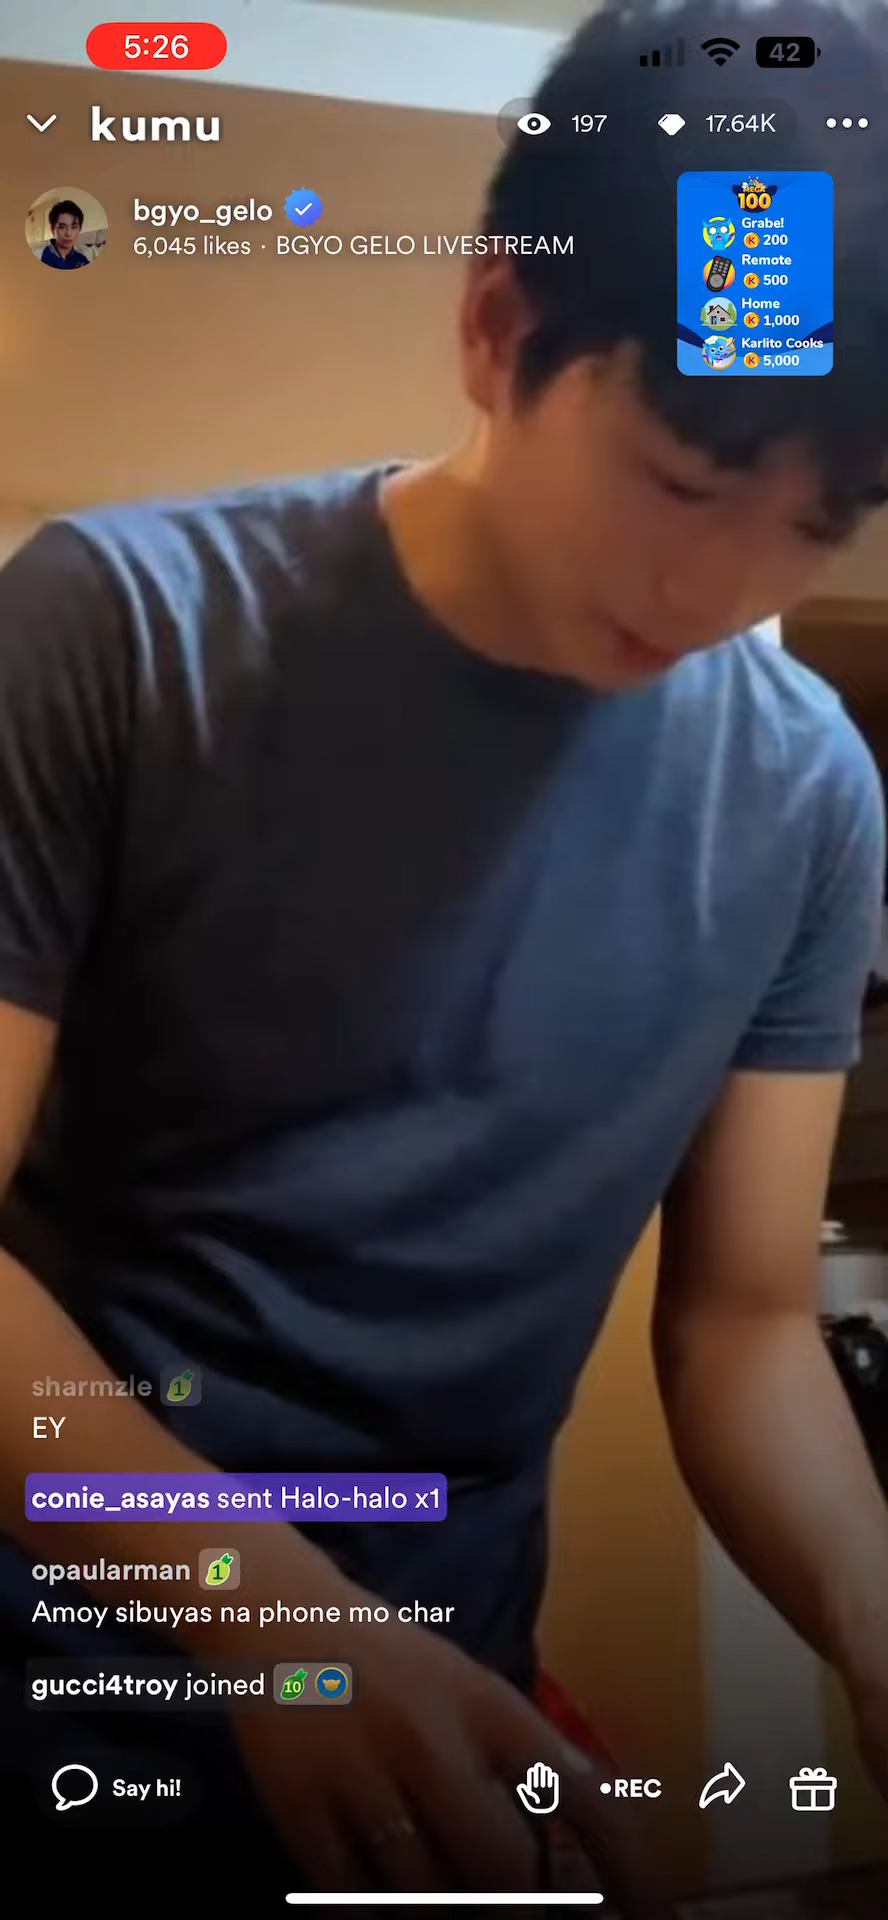 5:26
42
kumu
197
17.64K
bgyo_gelo
6,045 likes · BGYO GELO LIVESTREAM
MEGA
100
Grabe!
K 200
Remote
K 500
Home
K 1,000
Karlito Cooks
K 5,000
sharmzle 1
EY
conie_asayas sent Halo-halo x1
opaularman 1
Amoy sibuyas na phone mo char
gucci4troy joined 10
Say hi!
•REC